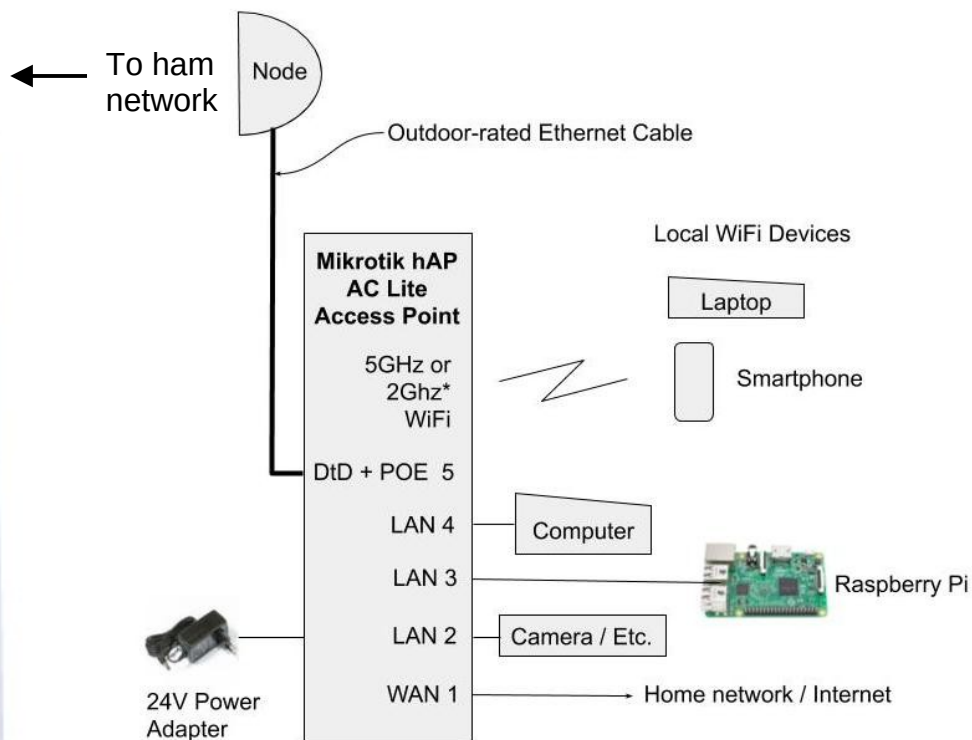 To ham
network
Node
Outdoor-rated Ethernet Cable
Local WiFi Devices
Mikrotik hAP
AC Lite
Access Point
Laptop
5GHz or
2Ghz*
WiFi
Smartphone
DtD + POE 5
LAN 4
Computer
LAN 3
Raspberry Pi
LAN 2
Camera / Etc.
24V Power
Adapter
WAN 1
Home network / Internet